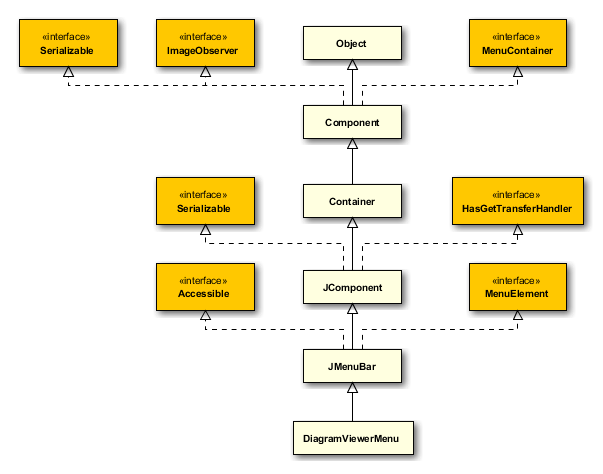 «interface»
Serializable
«interface»
ImageObserver
Object
«interface»
MenuContainer
Component
«interface»
Serializable
Container
«interface»
HasGetTransferHandler
«interface»
Accessible
JComponent
«interface»
MenuElement
JMenuBar
DiagramViewerMenu